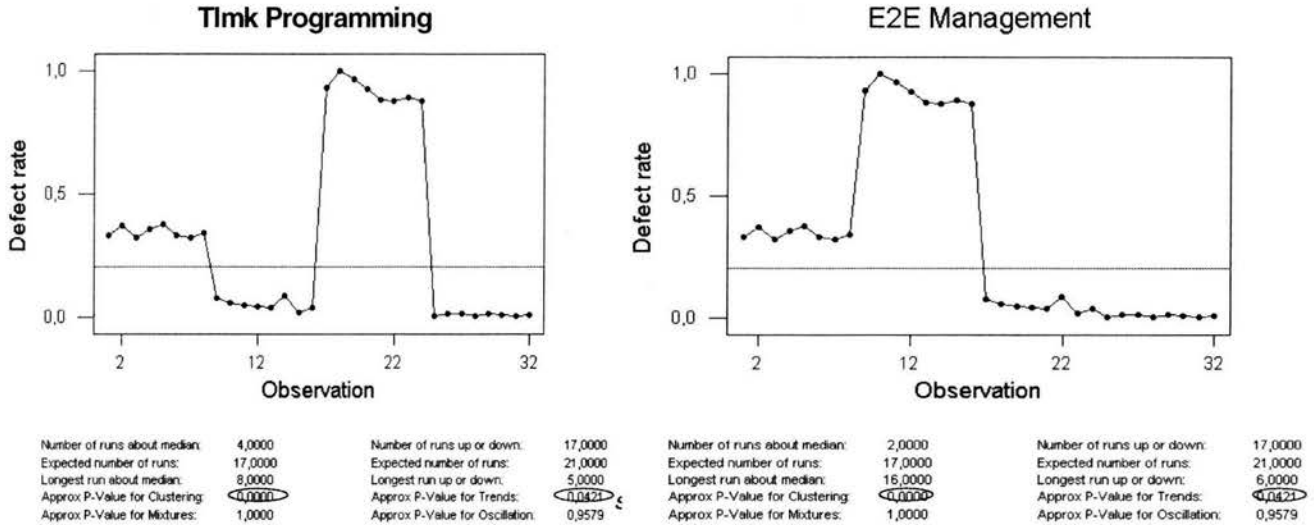 Tlmk Programming
1,0
0,5
0,0
Defect rate
2 12 22 32
Observation
Number of runs about median: 4,0000
Expected number of runs: 17,0000
Longest run about median: 8,0000
Approx P-Value for Clustering: 0,0000
Approx P-Value for Mixtures: 1,0000
Number of runs up or down: 17,0000
Expected number of runs: 21,0000
Longest run up or down: 5,0000
Approx P-Value for Trends: 0,0421
Approx P-Value for Oscillation: 0,9579
E2E Management
1,0
0,5
0,0
Defect rate
2 12 22 32
Observation
Number of runs about median: 2,0000
Expected number of runs: 17,0000
Longest run about median: 16,0000
Approx P-Value for Clustering: 0,0000
Approx P-Value for Mixtures: 1,0000
Number of runs up or down: 17,0000
Expected number of runs: 21,0000
Longest run up or down: 6,0000
Approx P-Value for Trends: 0,0421
Approx P-Value for Oscillation: 0,9579